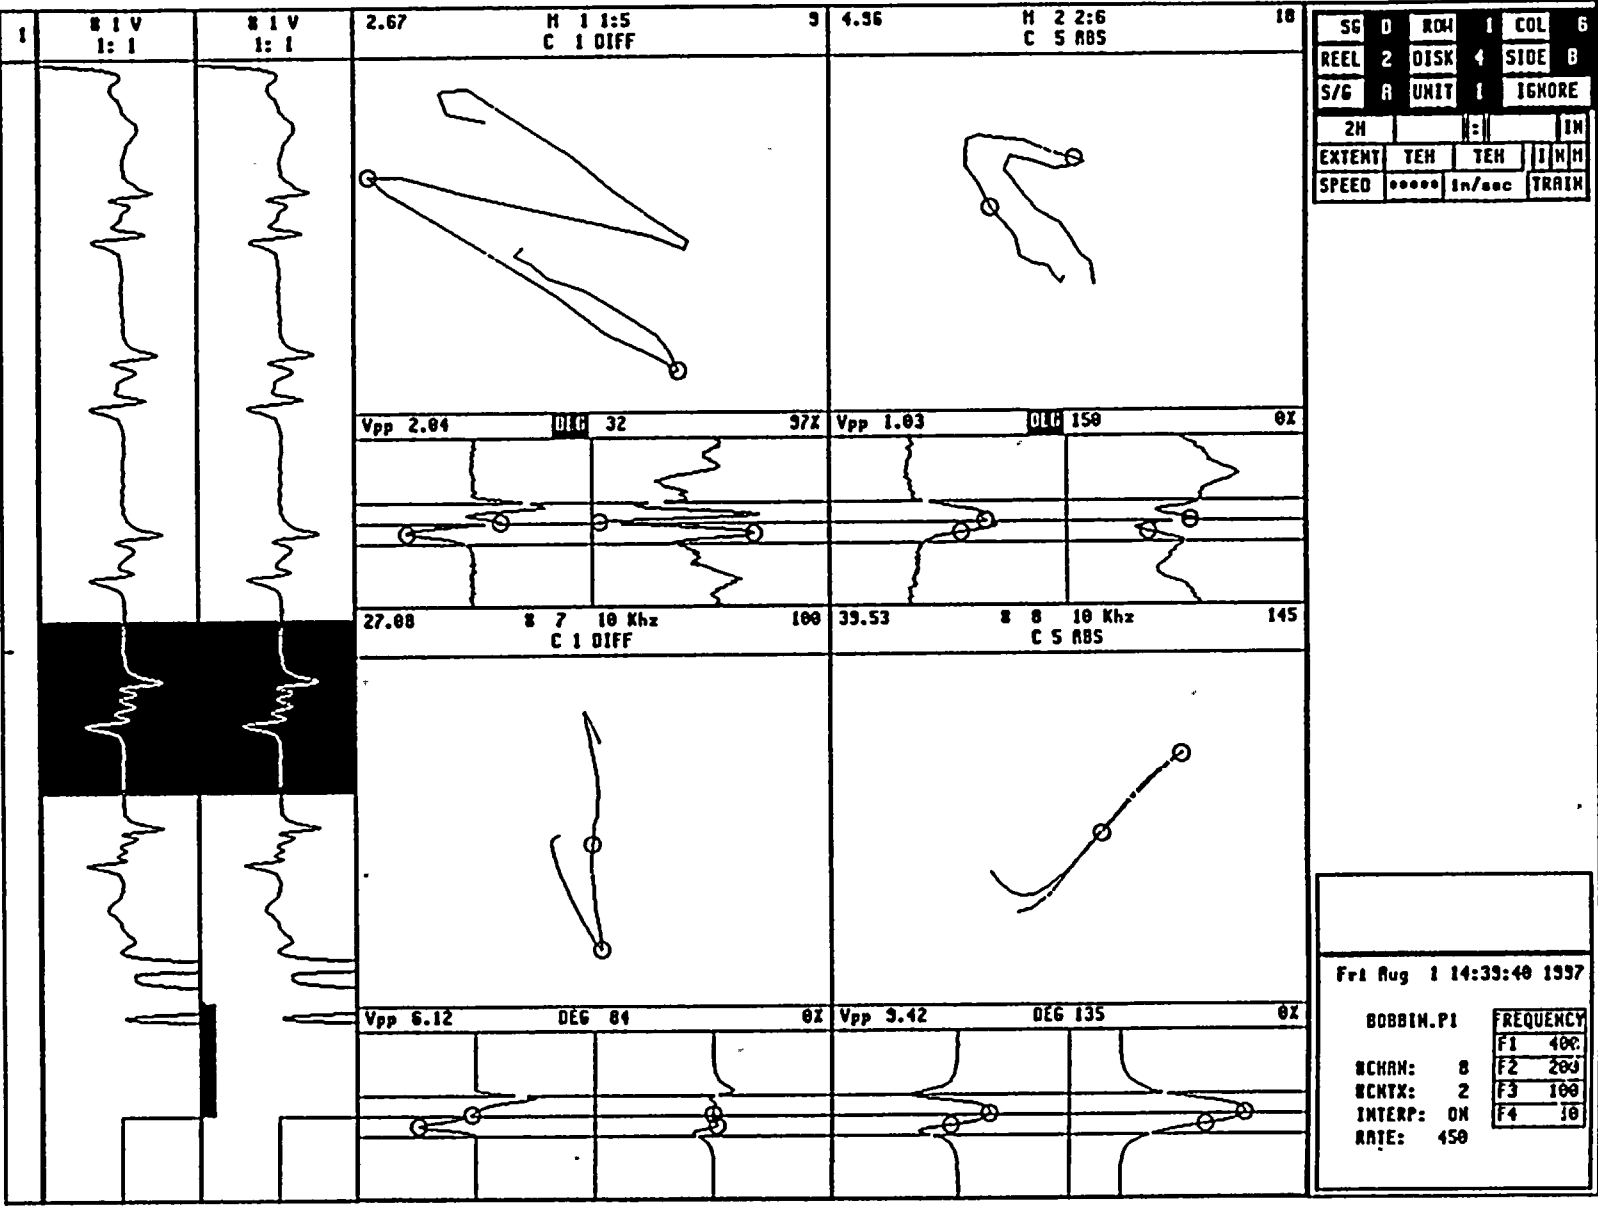 1
1 V
1: 1
1 V
1: 1
2.67 M 1 1:5 9
C 1 DIFF
4.96 M 2 2:6 18
C 5 ABS
SG D ROW 1 COL 6
REEL 2 DISK 4 SIDE B
S/G A UNIT 1 IGNORE
2H : IN
EXTENT TEH TEH I N M
SPEED ***** in/sec TRAIN
Vpp 2.04 DEG 32 97%
Vpp 1.03 DEG 150 0%
27.08 7 10 Khz 100
C 1 DIFF
39.53 8 10 Khz 145
C 5 ABS
Vpp 6.12 DEG 84 0%
Vpp 9.42 DEG 135 0%
Fri Aug 1 14:39:40 1997
BOBBIN.P1
#CHAN: 8
#CNTX: 2
INTERP: ON
RATE: 450
FREQUENCY
F1 400
F2 200
F3 100
F4 10